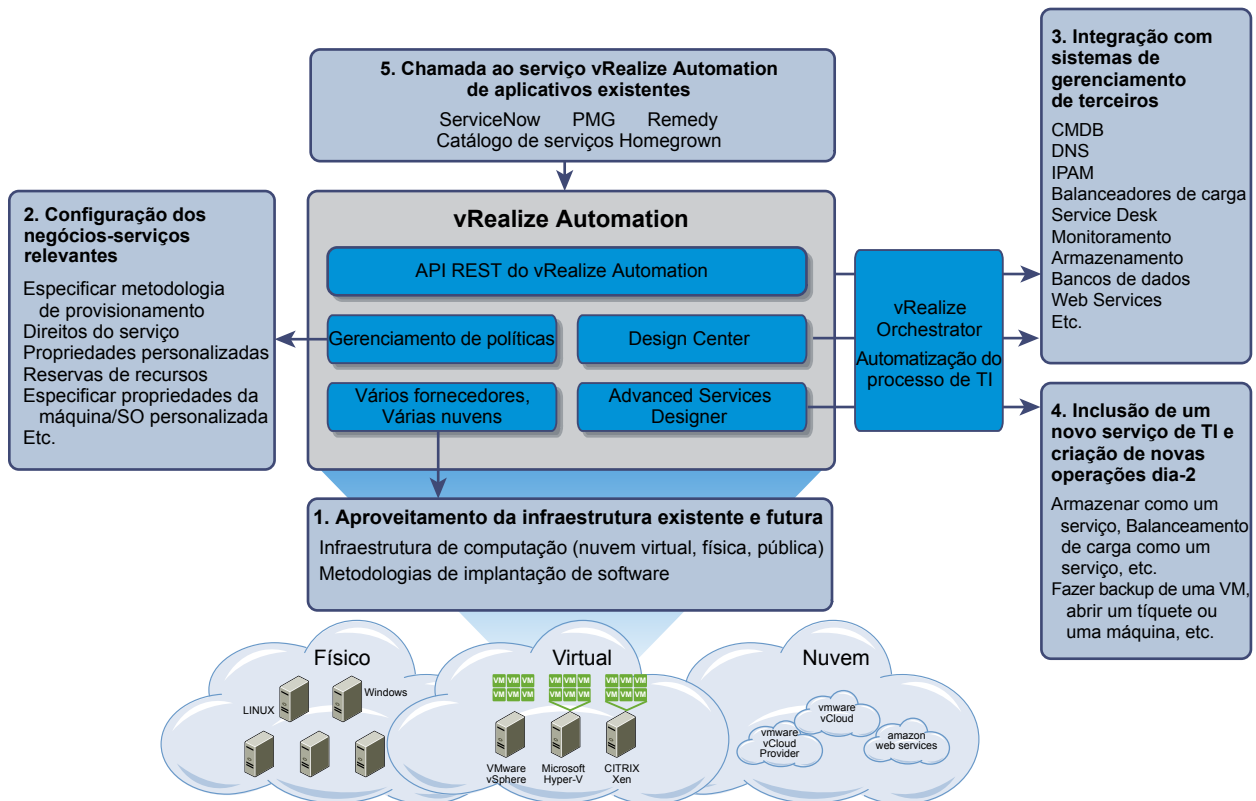 5. Chamada ao serviço vRealize Automation
de aplicativos existentes
ServiceNow PMG Remedy
Catálogo de serviços Homegrown
3. Integração com
sistemas de
gerenciamento
de terceiros
CMDB
DNS
IPAM
Balanceadores de carga
Service Desk
Monitoramento
Armazenamento
Bancos de dados
Web Services
Etc.
2. Configuração dos
negócios-serviços
relevantes
Especificar metodologia
de provisionamento
Direitos do serviço
Propriedades personalizadas
Reservas de recursos
Especificar propriedades da
máquina/SO personalizada
Etc.
vRealize Automation
API REST do vRealize Automation
Gerenciamento de políticas
Design Center
Vários fornecedores,
Várias nuvens
Advanced Services
Designer
vRealize
Orchestrator
Automatização do
processo de TI
4. Inclusão de um
novo serviço de TI e
criação de novas
operações dia-2
Armazenar como um
serviço, Balanceamento
de carga como um
serviço, etc.
Fazer backup de uma VM,
abrir um tíquete ou
uma máquina, etc.
1. Aproveitamento da infraestrutura existente e futura
Infraestrutura de computação (nuvem virtual, física, pública)
Metodologias de implantação de software
Físico
LINUX
Windows
Virtual
VM VM VM
VM VM VM
VM VM VM
VM VM VM
VM VM VM
VM VM VM
VMware
vSphere
Microsoft
Hyper-V
CITRIX
Xen
Nuvem
vmware
vCloud
vmware
vCloud
Provider
amazon
web services